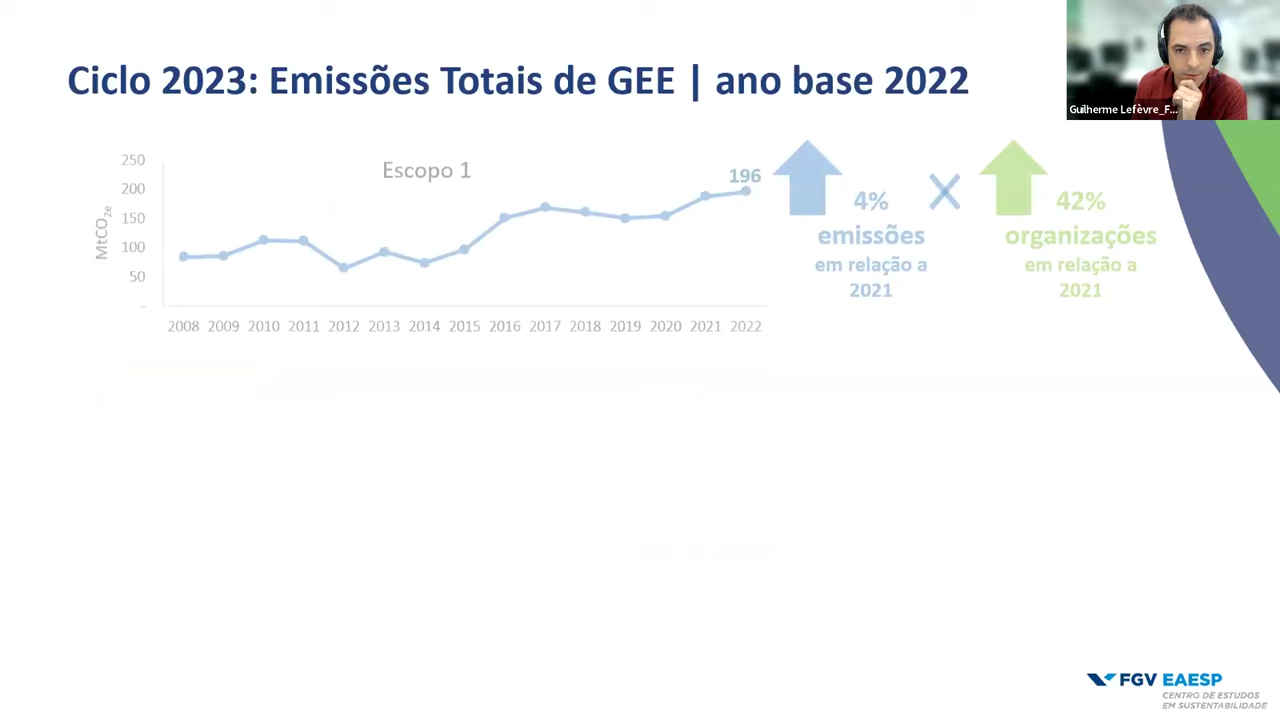 Ciclo 2023: Emissões Totais de GEE | ano base 2022
Guilherme Lefèvre_F...
250
200
150
100
50
-
MtCO2e
Escopo 1
196
2008 2009 2010 2011 2012 2013 2014 2015 2016 2017 2018 2019 2020 2021 2022
4%
emissões
em relação a
2021
42%
organizações
em relação a
2021
FGV EAESP
CENTRO DE ESTUDOS
EM SUSTENTABILIDADE